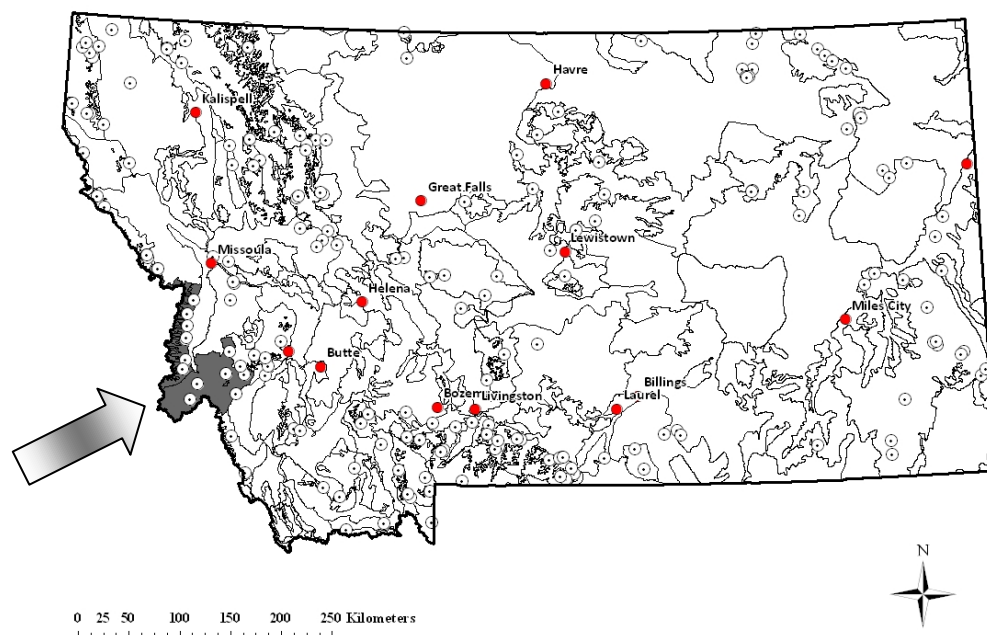 Havre
Kalispell
Great Falls
Lewistown
Missoula
Helena
Miles City
Butte
Billings
Bozem
Livingston
Laurel
N
0 25 50 100 150 200 250 Kilometers